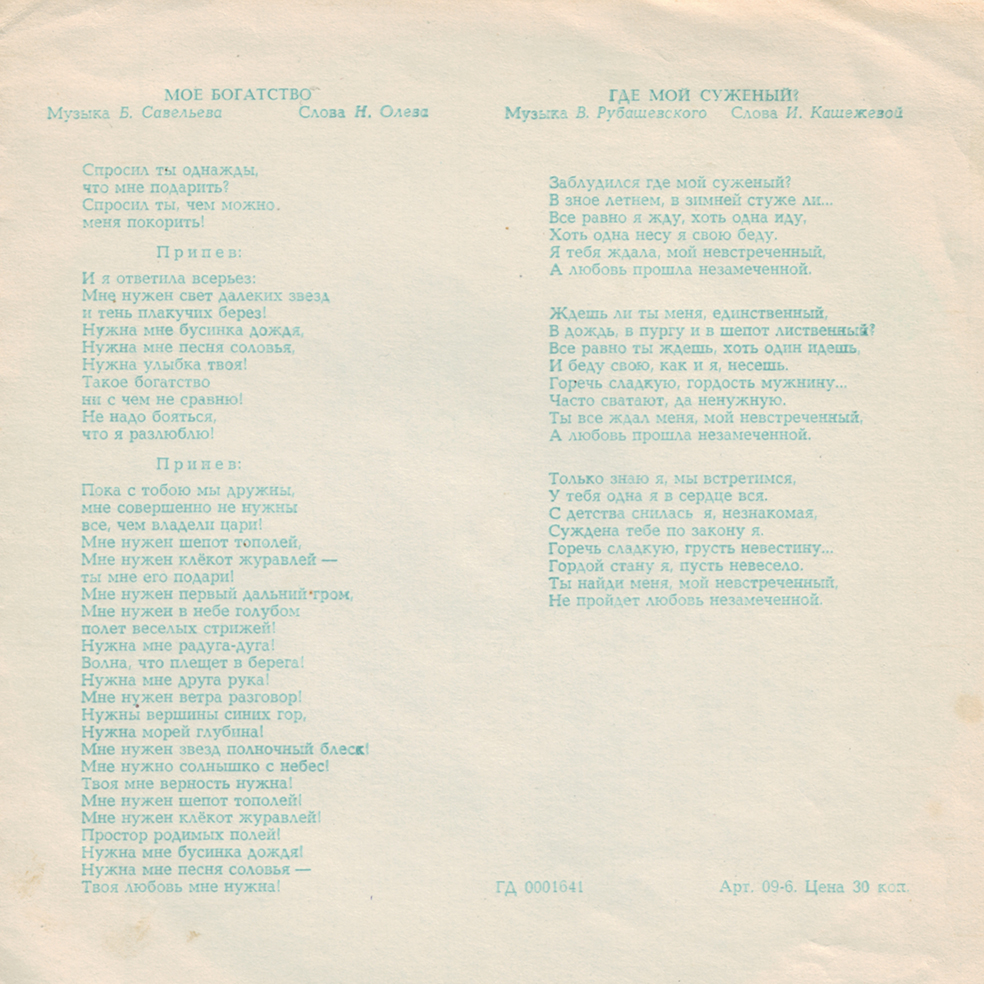 МОЕ БОГАТСТВО
Музыка Б. Савельева Слова Н. Олева
Спросил ты однажды,
что мне подарить?
Спросил ты, чем можно.
меня покорить!
Припев:
И я ответила всерьез:
Мне нужен свет далеких звезд
и тень плакучих берез!
Нужна мне бусинка дождя,
Нужна мне песня соловья,
Нужна улыбка твоя!
Такое богатство
ни с чем не сравню!
Не надо бояться,
что я разлюблю!
Припев:
Пока с тобою мы дружны,
мне совершенно не нужны
все, чем владели цари!
Мне нужен шепот тополей,
Мне нужен клёкот журавлей —
ты мне его подари!
Мне нужен первый дальний гром,
Мне нужен в небе голубом
полет веселых стрижей!
Нужна мне радуга-дуга!
Волна, что плещет в берега!
Нужна мне друга рука!
Мне нужен ветра разговор!
Нужны вершины синих гор,
Нужна морей глубина!
Мне нужен звезд полночный блеск!
Мне нужно солнышко с небес!
Твоя мне верность нужна!
Мне нужен шепот тополей!
Мне нужен клёкот журавлей!
Простор родимых полей!
Нужна мне бусинка дождя!
Нужна мне песня соловья —
Твоя любовь мне нужна!
ГДЕ МОЙ СУЖЕНЫЙ?
Музыка В. Рубашевского Слова И. Кашежевой
Заблудился где мой суженый?
В зное летнем, в зимней стуже ли...
Все равно я жду, хоть одна иду,
Хоть одна несу я свою беду.
Я тебя ждала, мой невстреченный,
А любовь прошла незамеченной.
Ждешь ли ты меня, единственный,
В дождь, в пургу и в шепот лиственный?
Все равно ты ждешь, хоть один идешь,
И беду свою, как и я, несешь.
Горечь сладкую, гордость мужнину...
Часто сватают, да ненужную.
Ты все ждал меня, мой невстреченный,
А любовь прошла незамеченной.
Только знаю я, мы встретимся,
У тебя одна я в сердце вся.
С детства снилась я, незнакомая,
Суждена тебе по закону я.
Горечь сладкую, грусть невестину...
Гордой стану я, пусть невесело.
Ты найди меня, мой невстреченный,
Не пройдет любовь незамеченной.
ГД 0001641 Арт. 09-6. Цена 30 коп.